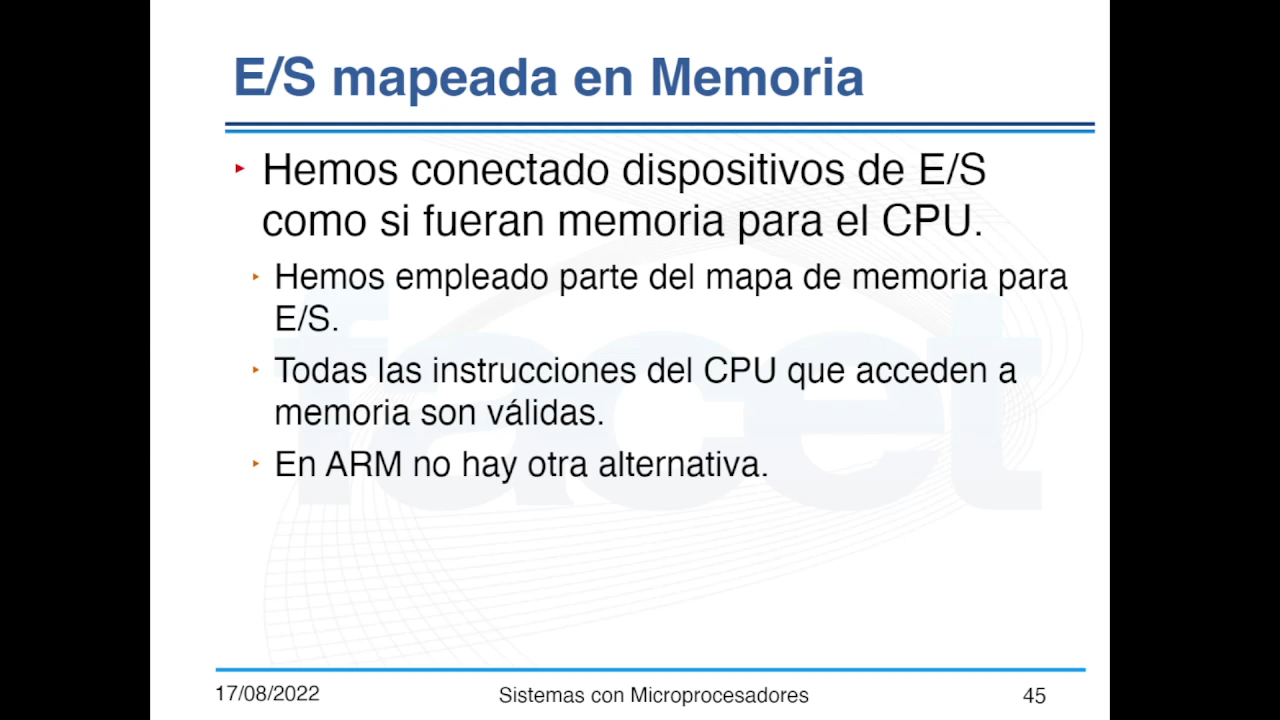 E/S mapeada en Memoria
Hemos conectado dispositivos de E/S
como si fueran memoria para el CPU.
Hemos empleado parte del mapa de memoria para
E/S.
Todas las instrucciones del CPU que acceden a
memoria son válidas.
En ARM no hay otra alternativa.
facet
17/08/2022 Sistemas con Microprocesadores 45